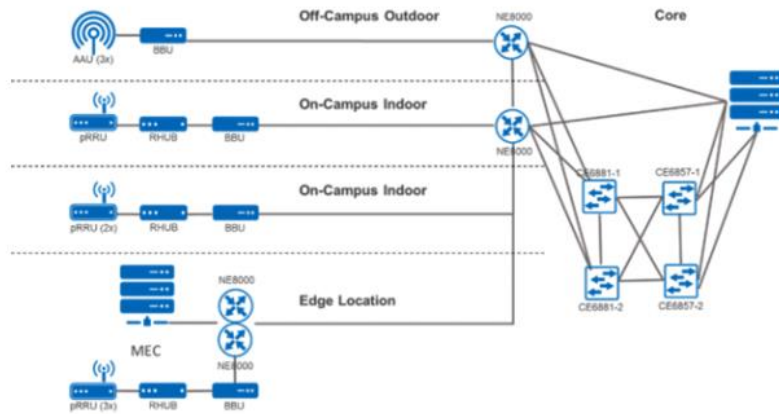 Off-Campus Outdoor
NE8000
Core
AAU (3x)
BBU
On-Campus Indoor
pRRU
RHUB
BBU
NE8000
On-Campus Indoor
CE6881-1
CE6857-1
pRRU (2x)
RHUB
BBU
NE8000
Edge Location
CE6881-2
CE6857-2
MEC
NE8000
pRRU (3x)
RHUB
BBU